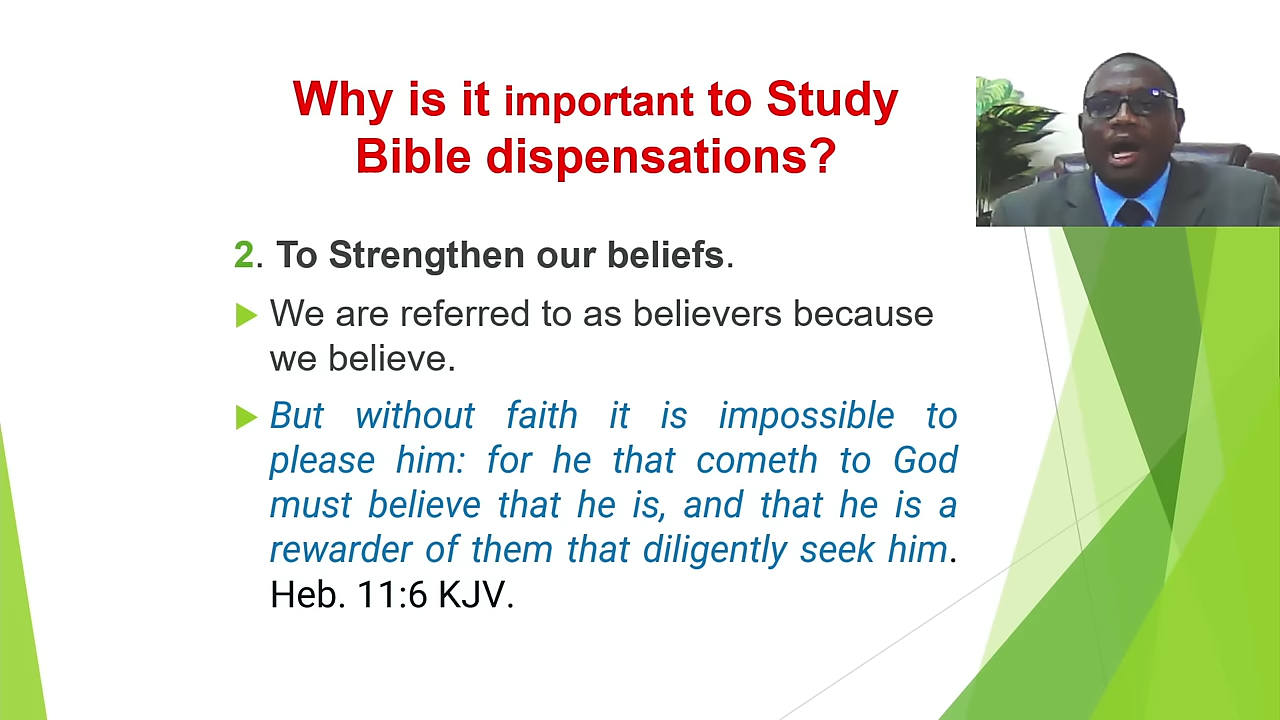 Why is it important to Study
Bible dispensations?
2. To Strengthen our beliefs.
We are referred to as believers because
we believe.
But without faith it is impossible to
please him: for he that cometh to God
must believe that he is, and that he is a
rewarder of them that diligently seek him.
Heb. 11:6 KJV.